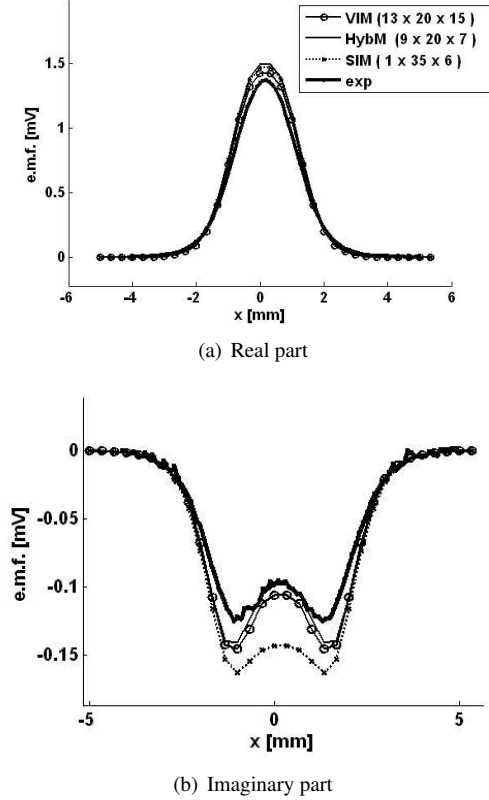 VIM (13 x 20 x 15)
HybM (9 x 20 x 7)
SIM ( 1 x 35 x 6)
exp
e.m.f. [mV]
1.5
1
0.5
0
-6 -4 -2 0 2 4 6
x [mm]
(a) Real part
e.m.f. [mV]
0
-0.05
-0.1
-0.15
-5 0 5
x [mm]
(b) Imaginary part